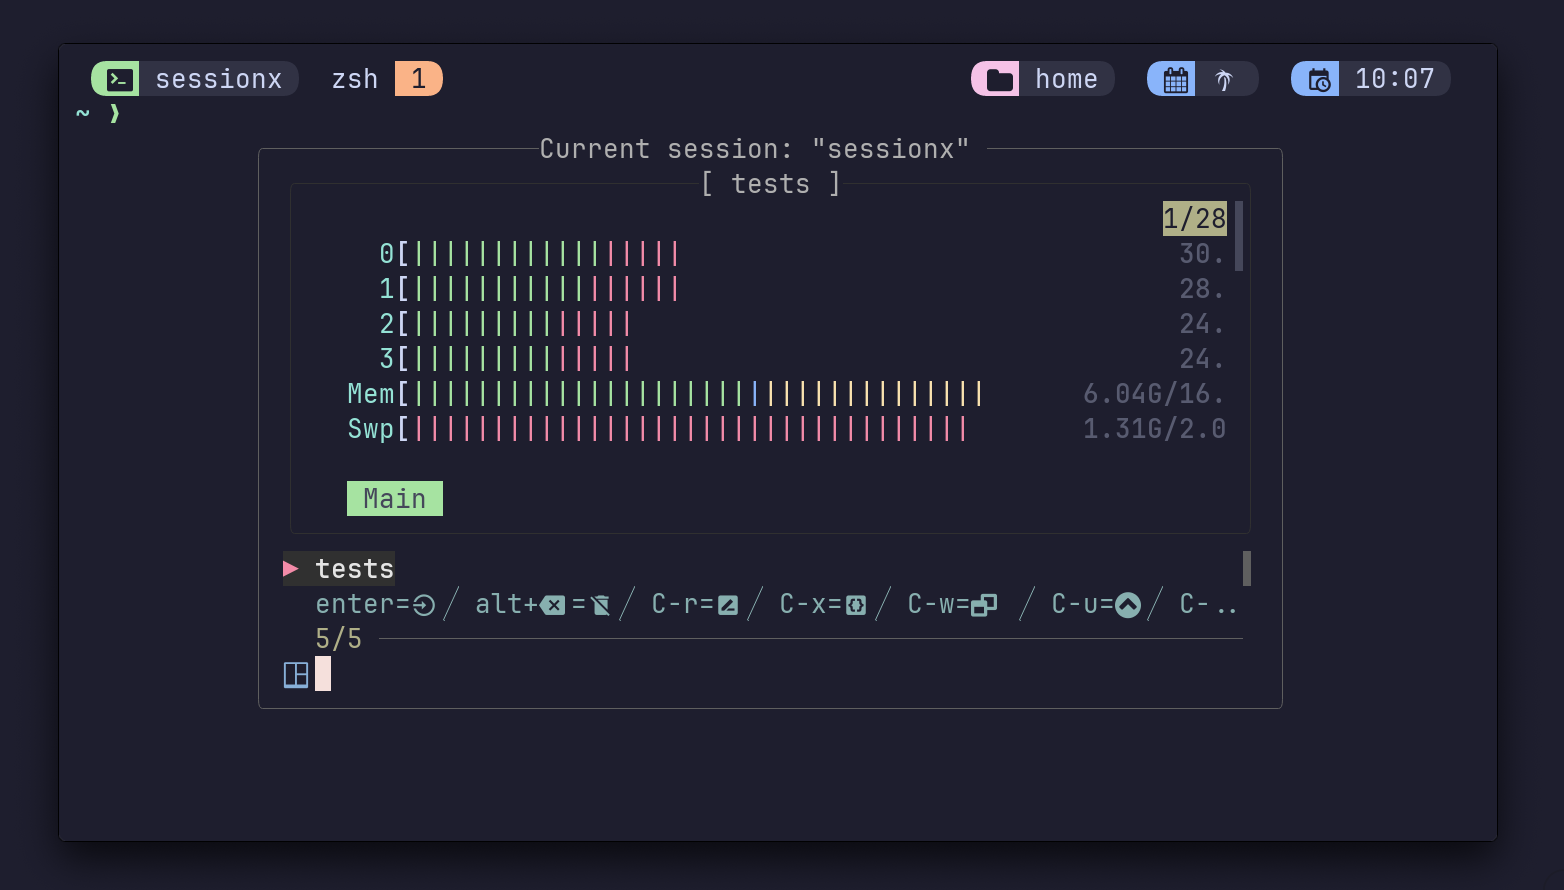 sessionx zsh 1 home 10:07
~ ❯
Current session: "sessionx"
[ tests ]
1/28
0[||||||||||||||||| 30.
1[||||||||||||||||| 28.
2[|||||||||||||| 24.
3[|||||||||||||| 24.
Mem[|||||||||||||||||||||||||||||||||||| 6.04G/16.
Swp[||||||||||||||||||||||||||||||||||| 1.31G/2.0
Main
▶ tests
enter= / alt+ = / C-r= / C-x= / C-w= / C-u= / C-..
5/5